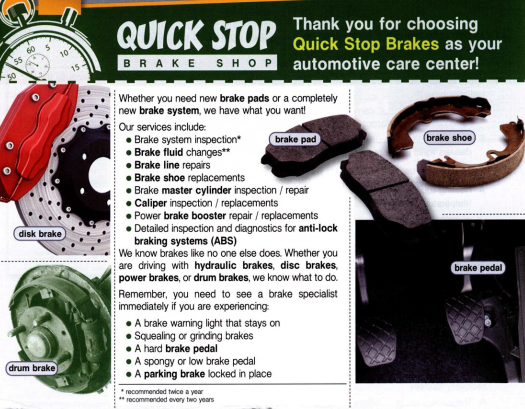 QUICK STOP
BRAKE SHOP
Thank you for choosing
Quick Stop Brakes as your
automotive care center!
55
60
5
10
15
50
Whether you need new brake pads or a completely
new brake system, we have what you want!
Our services include:
● Brake system inspection*
● Brake fluid changes**
● Brake line repairs
● Brake shoe replacements
● Brake master cylinder inspection / repair
● Caliper inspection / replacements
● Power brake booster repair / replacements
● Detailed inspection and diagnostics for anti-lock
braking systems (ABS)
We know brakes like no one else does. Whether you
are driving with hydraulic brakes, disc brakes,
power brakes, or drum brakes, we know what to do.
Remember, you need to see a brake specialist
immediately if you are experiencing:
● A brake warning light that stays on
● Squealing or grinding brakes
● A hard brake pedal
● A spongy or low brake pedal
● A parking brake locked in place
* recommended twice a year
** recommended every two years
disk brake
drum brake
brake pad
brake shoe
brake pedal